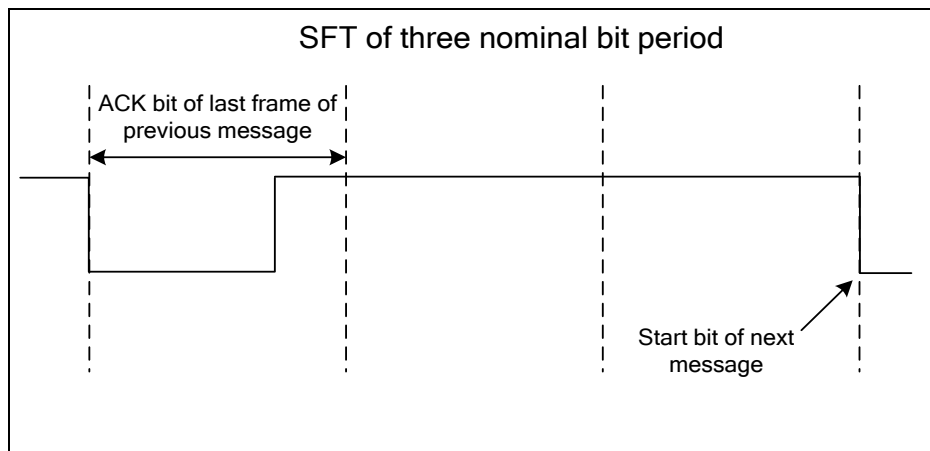 SFT of three nominal bit period
ACK bit of last frame of
previous message
Start bit of next
message